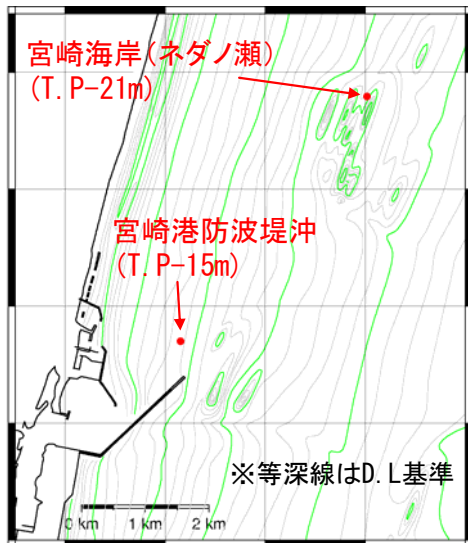 宮崎海岸(ネダノ瀬)
(T.P-21m)
宮崎港防波堤沖
(T.P-15m)
※等深線はD.L基準
0 km 1 km 2 km